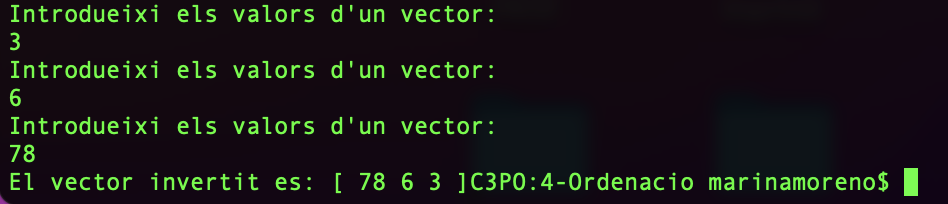 Introdueixi els valors d'un vector:
3
Introdueixi els valors d'un vector:
6
Introdueixi els valors d'un vector:
78
El vector invertit es: [ 78 6 3 ]C3PO:4-Ordenacio marinamoreno$